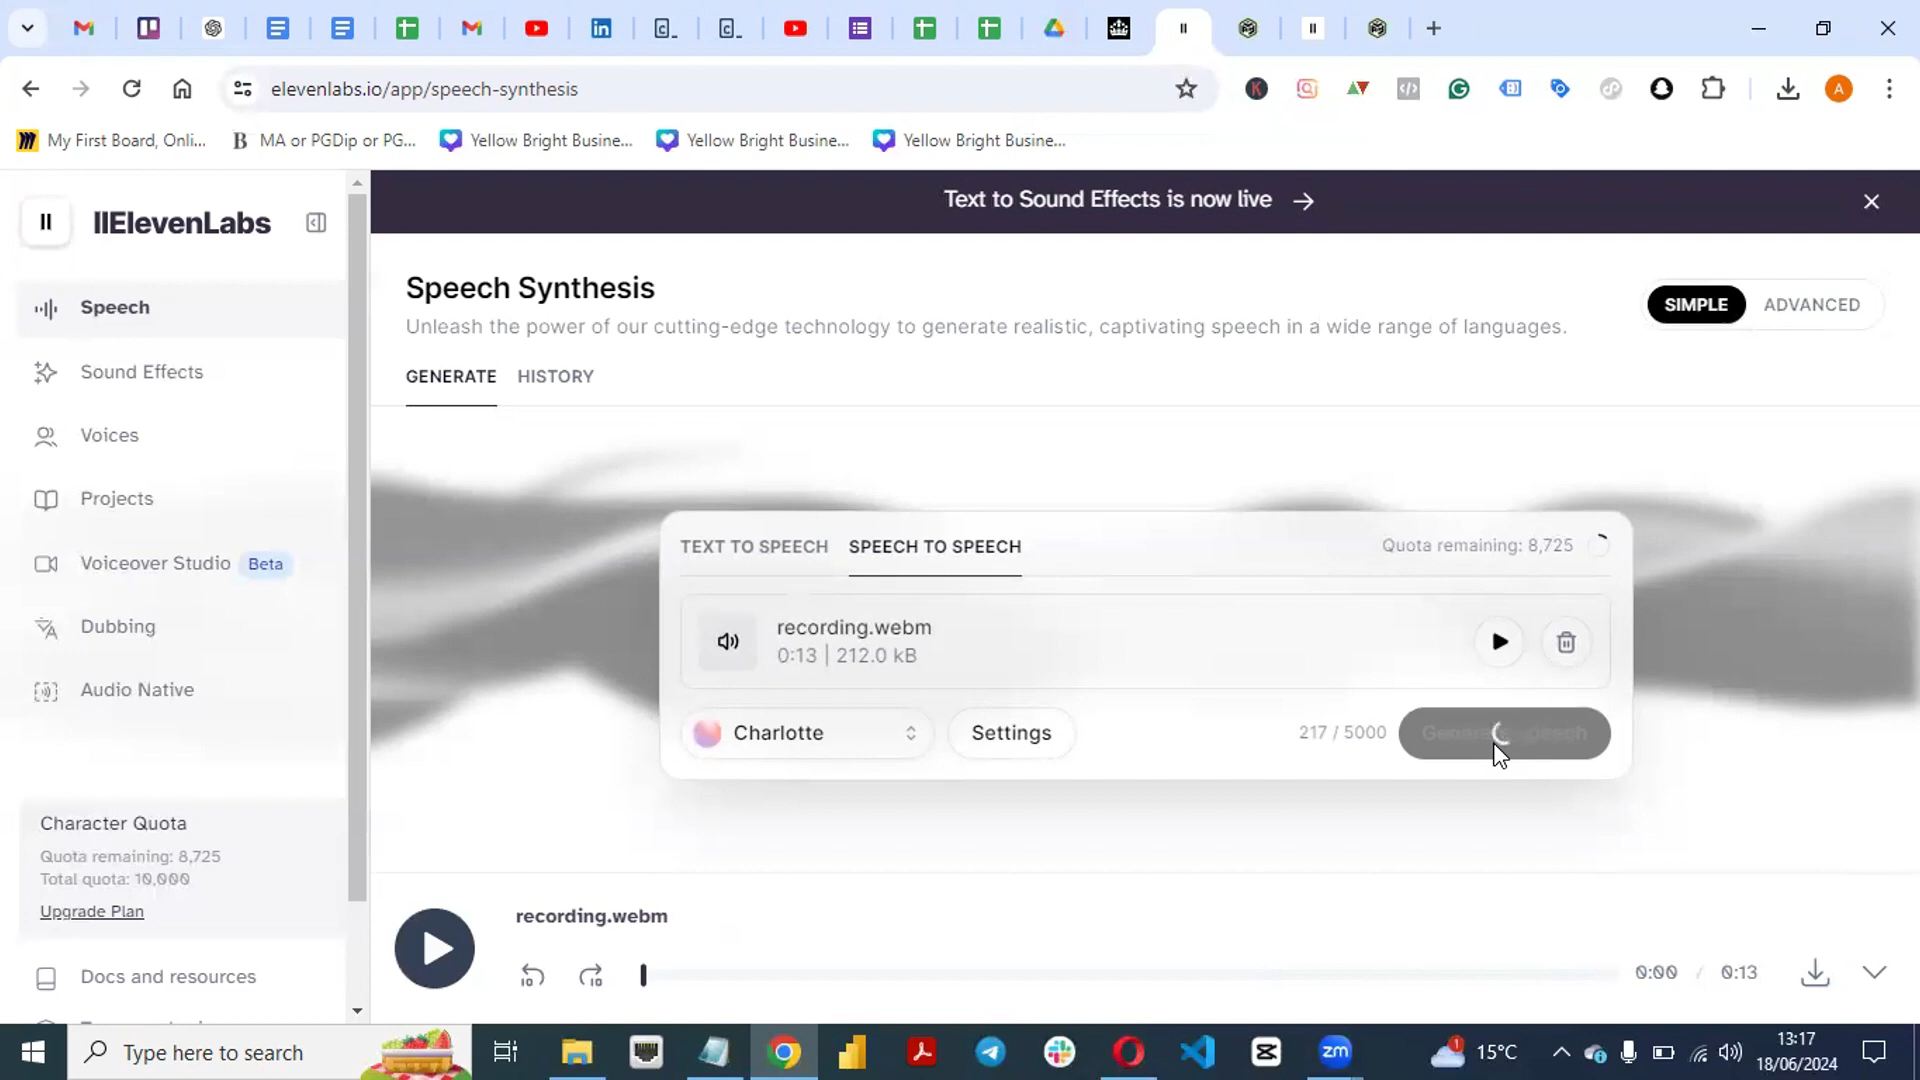 elevenlabs.io/app/speech-synthesis
A
My First Board, Onli...
B MA or PGDip or PG...
Yellow Bright Busine...
Yellow Bright Busine...
Yellow Bright Busine...
Text to Sound Effects is now live →
IIElevenLabs
Speech
Sound Effects
Voices
Projects
Voiceover Studio Beta
Dubbing
Audio Native
Character Quota
Quota remaining: 8,725
Total quota: 10,000
Upgrade Plan
Docs and resources
Speech Synthesis
SIMPLE ADVANCED
Unleash the power of our cutting-edge technology to generate realistic, captivating speech in a wide range of languages.
GENERATE HISTORY
TEXT TO SPEECH SPEECH TO SPEECH Quota remaining: 8,725
recording.webm
0:13 | 212.0 kB
Charlotte Settings 217 / 5000
recording.webm
0:00 / 0:13
Type here to search
zm
1
15°C
13:17
18/06/2024